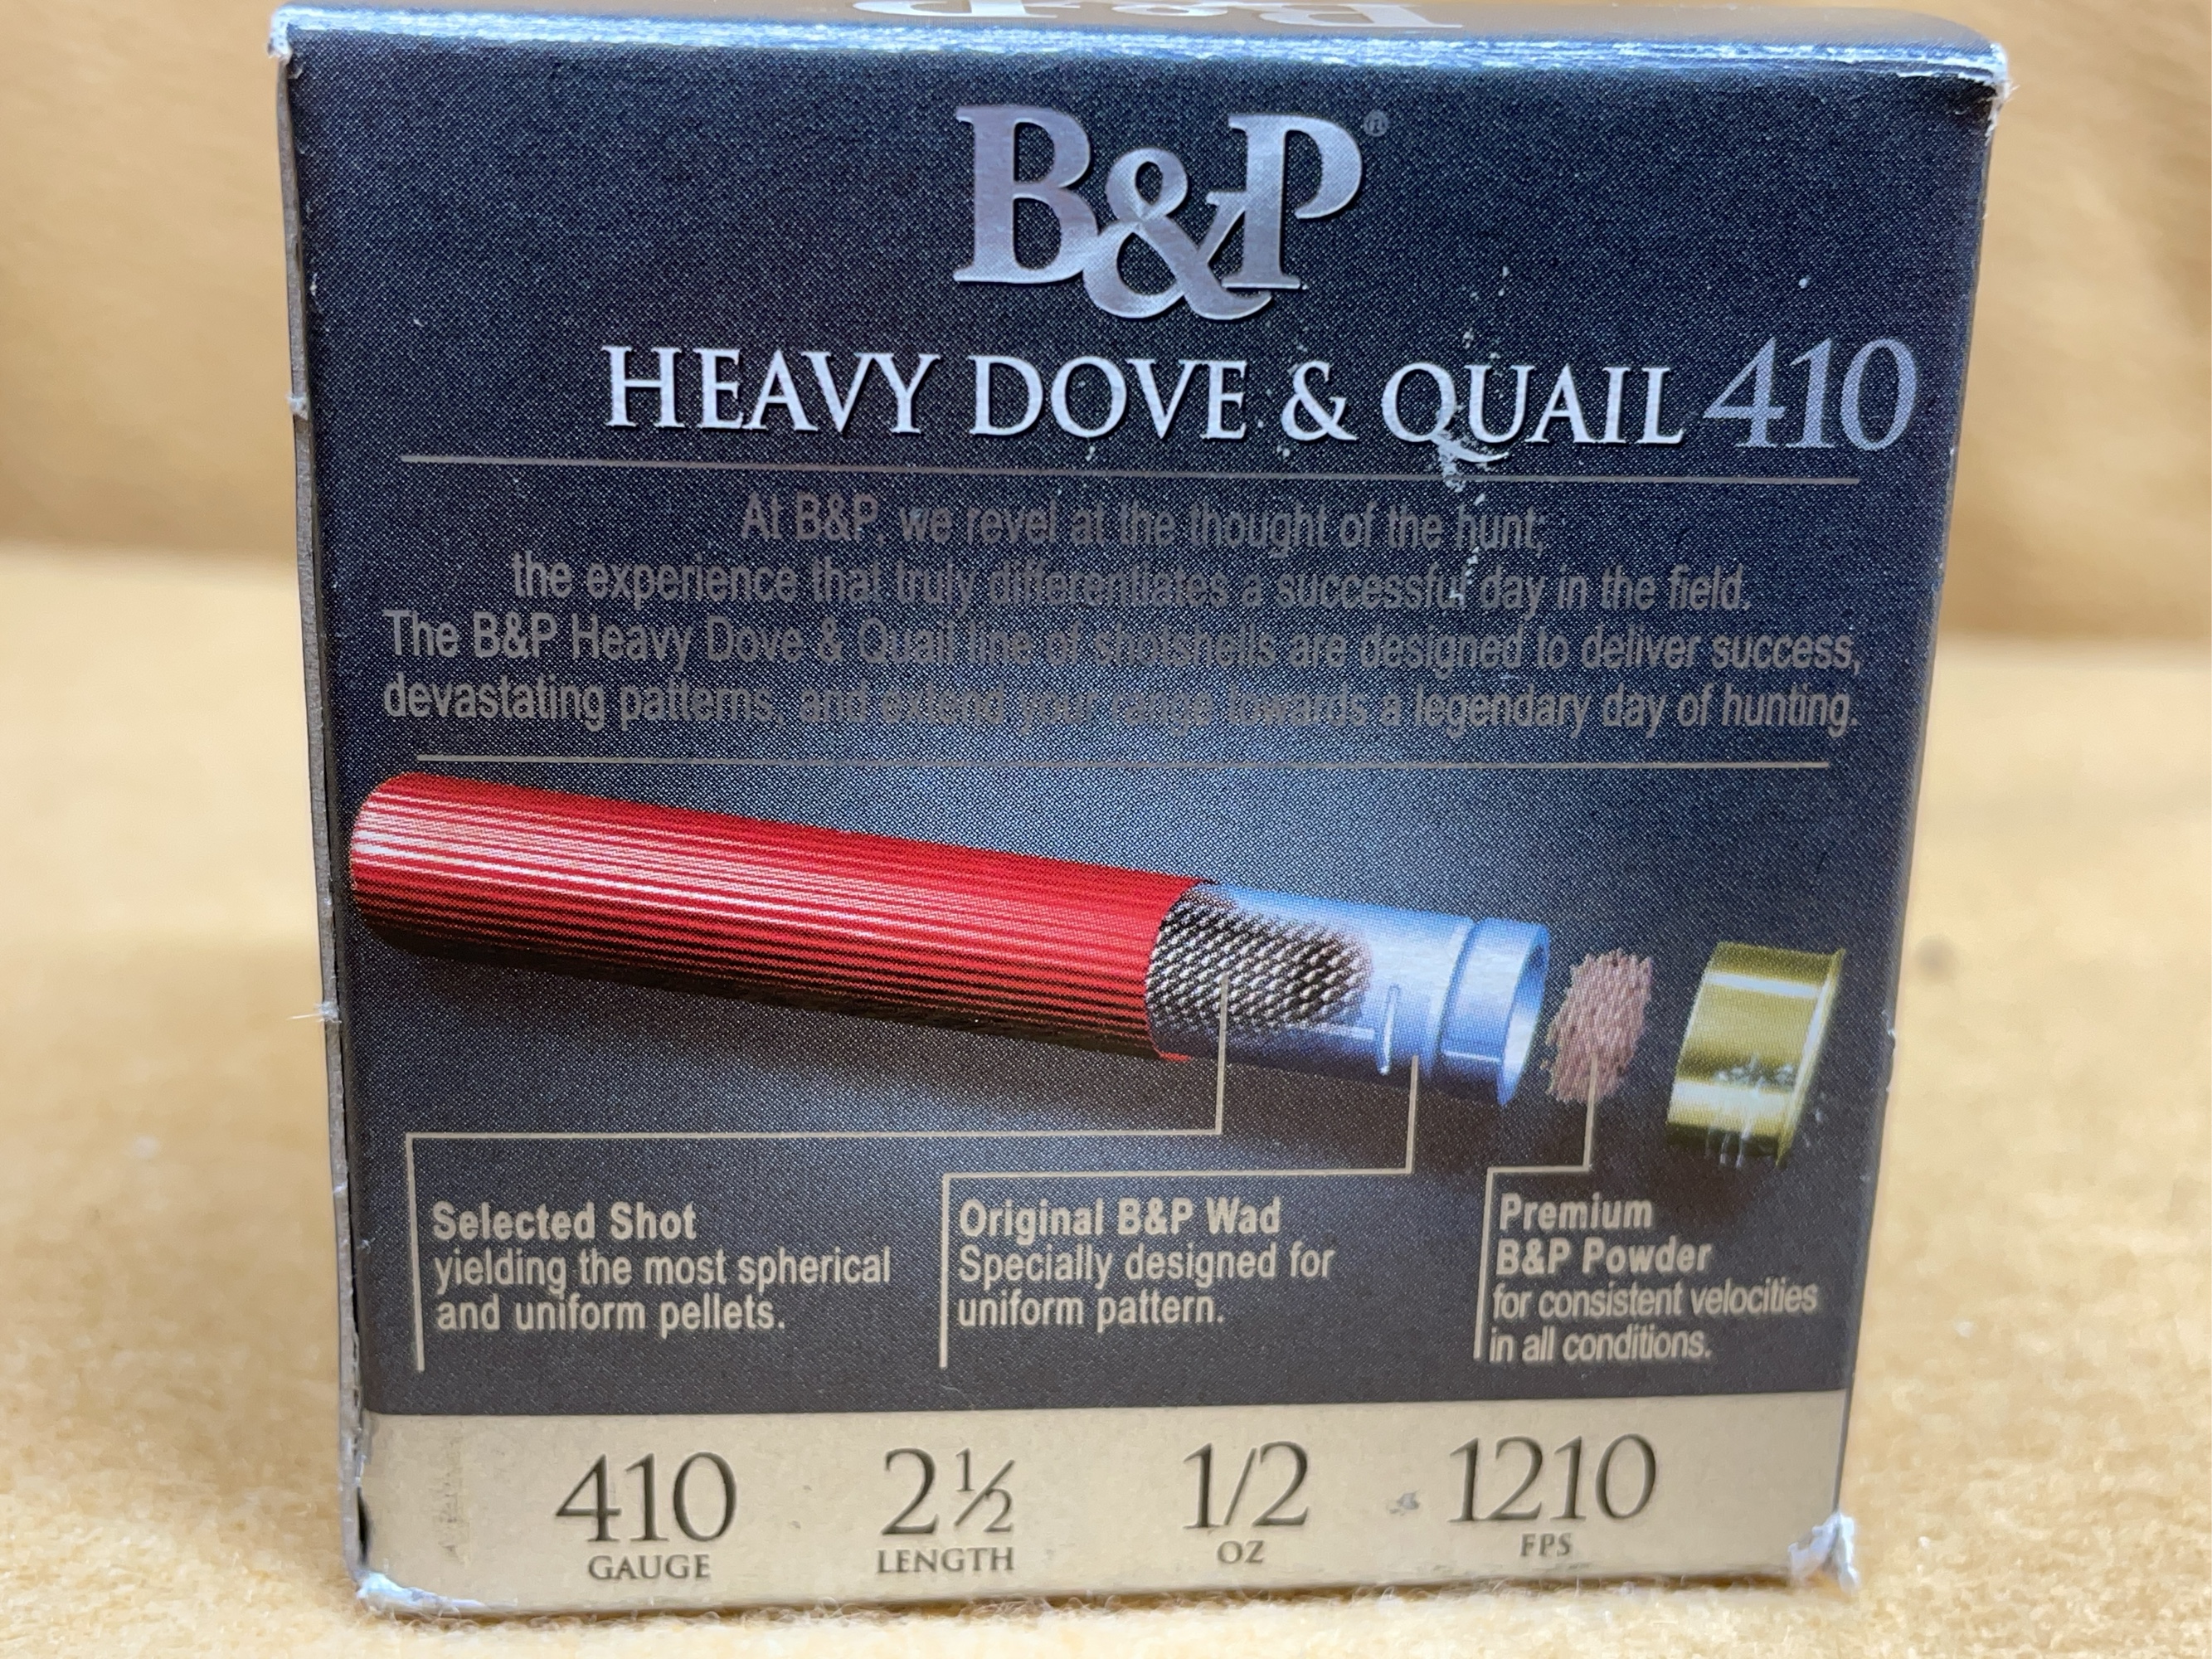 B&P
B&P®
HEAVY DOVE & QUAIL 410
At B&P, we revel at the thought of the hunt;
the experience that truly differentiates a successful day in the field.
The B&P Heavy Dove & Quail line of shotshells are designed to deliver success,
devastating patterns, and extend your range towards a legendary day of hunting.
Selected Shot
yielding the most spherical
and uniform pellets.
Original B&P Wad
Specially designed for
uniform pattern.
Premium
B&P Powder
for consistent velocities
in all conditions.
410
GAUGE
2½
LENGTH
1/2
OZ
1210
FPS